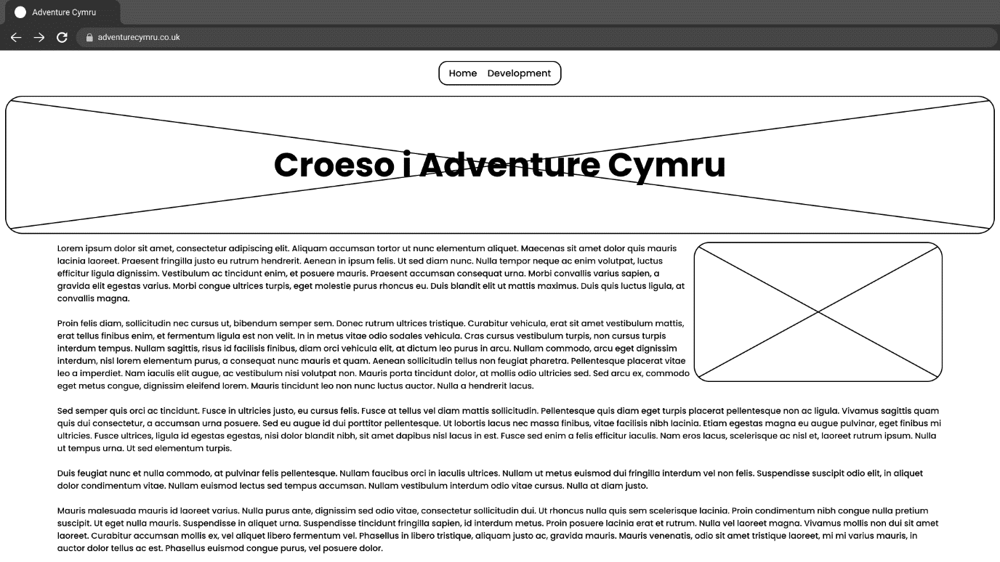 Adventure Cymru
adventurecymru.co.uk
Home Development
Croeso i Adventure Cymru
Lorem ipsum dolor sit amet, consectetur adipiscing elit. Aliquam accumsan tortor ut nunc elementum aliquet. Maecenas sit amet dolor quis mauris
lacinia laoreet. Praesent fringilla justo eu rutrum hendrerit. Aenean in ipsum felis. Ut sed diam nunc. Nulla tempor neque ac enim volutpat, luctus
efficitur ligula dignissim. Vestibulum ac tincidunt enim, et posuere mauris. Praesent accumsan consequat urna. Morbi convallis varius sapien, a
gravida elit egestas varius. Morbi congue ultrices turpis, eget molestie purus rhoncus eu. Duis blandit elit ut mattis maximus. Duis quis luctus ligula, at
convallis magna.
Proin felis diam, sollicitudin nec cursus ut, bibendum semper sem. Donec rutrum ultrices tristique. Curabitur vehicula, erat sit amet vestibulum mattis,
erat tellus finibus enim, et fermentum ligula est non velit. In in metus vitae odio sodales vehicula. Cras cursus vestibulum turpis, non cursus turpis
interdum tempus. Nullam sagittis, risus id facilisis finibus, diam orci vehicula elit, at dictum leo purus in arcu. Nullam commodo, arcu eget dignissim
interdum, nisl lorem elementum purus, a consequat nunc mauris et quam. Aenean sollicitudin tellus non feugiat pharetra. Pellentesque placerat vitae
leo a imperdiet. Nam iaculis elit augue, ac vestibulum nisi volutpat non. Mauris porta tincidunt dolor, at mollis odio ultricies sed. Sed arcu ex, commodo
eget metus congue, dignissim eleifend lorem. Mauris tincidunt leo non nunc luctus auctor. Nulla a hendrerit lacus.
Sed semper quis orci ac tincidunt. Fusce in ultricies justo, eu cursus felis. Fusce at tellus vel diam mattis sollicitudin. Pellentesque quis diam eget turpis placerat pellentesque non ac ligula. Vivamus sagittis quam
quis dui consectetur, a accumsan urna posuere. Sed eu augue id dui porttitor pellentesque. Ut lobortis lacus nec massa finibus, vitae facilisis nibh lacinia. Etiam egestas magna eu augue pulvinar, eget finibus mi
ultricies. Fusce ultrices, ligula id egestas egestas, nisi dolor blandit nibh, sit amet dapibus nisl lacus in est. Fusce sed enim a felis efficitur iaculis. Nam eros lacus, scelerisque ac nisl et, laoreet rutrum ipsum. Nulla
ut tempus urna. Ut sed elementum turpis.
Duis feugiat nunc et nulla commodo, at pulvinar felis pellentesque. Nullam faucibus orci in iaculis ultrices. Nullam ut metus euismod dui fringilla interdum vel non felis. Suspendisse suscipit odio elit, in aliquet
dolor condimentum vitae. Nullam euismod lectus sed tempus accumsan. Nullam vestibulum interdum odio vitae cursus. Nulla at diam justo.
Mauris malesuada mauris id laoreet varius. Nulla purus ante, dignissim sed odio vitae, consectetur sollicitudin dui. Ut rhoncus nulla quis sem scelerisque lacinia. Proin condimentum nibh congue nulla pretium
suscipit. Ut eget nulla mauris. Suspendisse in aliquet urna. Suspendisse tincidunt fringilla sapien, id interdum metus. Proin posuere lacinia erat et rutrum. Nulla vel laoreet magna. Vivamus mollis non dui sit amet
laoreet. Curabitur accumsan mollis ex, vel aliquet libero fermentum vel. Phasellus in libero tristique, aliquam justo ac, gravida mauris. Mauris venenatis, odio sit amet tristique laoreet, mi mi varius mauris, in
auctor dolor tellus ac est. Phasellus euismod congue purus, vel posuere dolor.